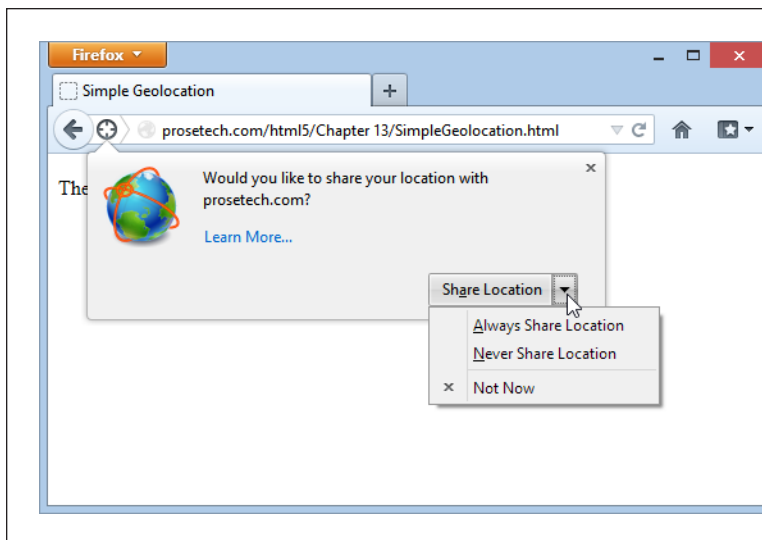 Firefox
Simple Geolocation
prosetech.com/html5/Chapter 13/SimpleGeolocation.html
The
Would you like to share your location with
prosetech.com?
Learn More...
Share Location
Always Share Location
Never Share Location
Not Now